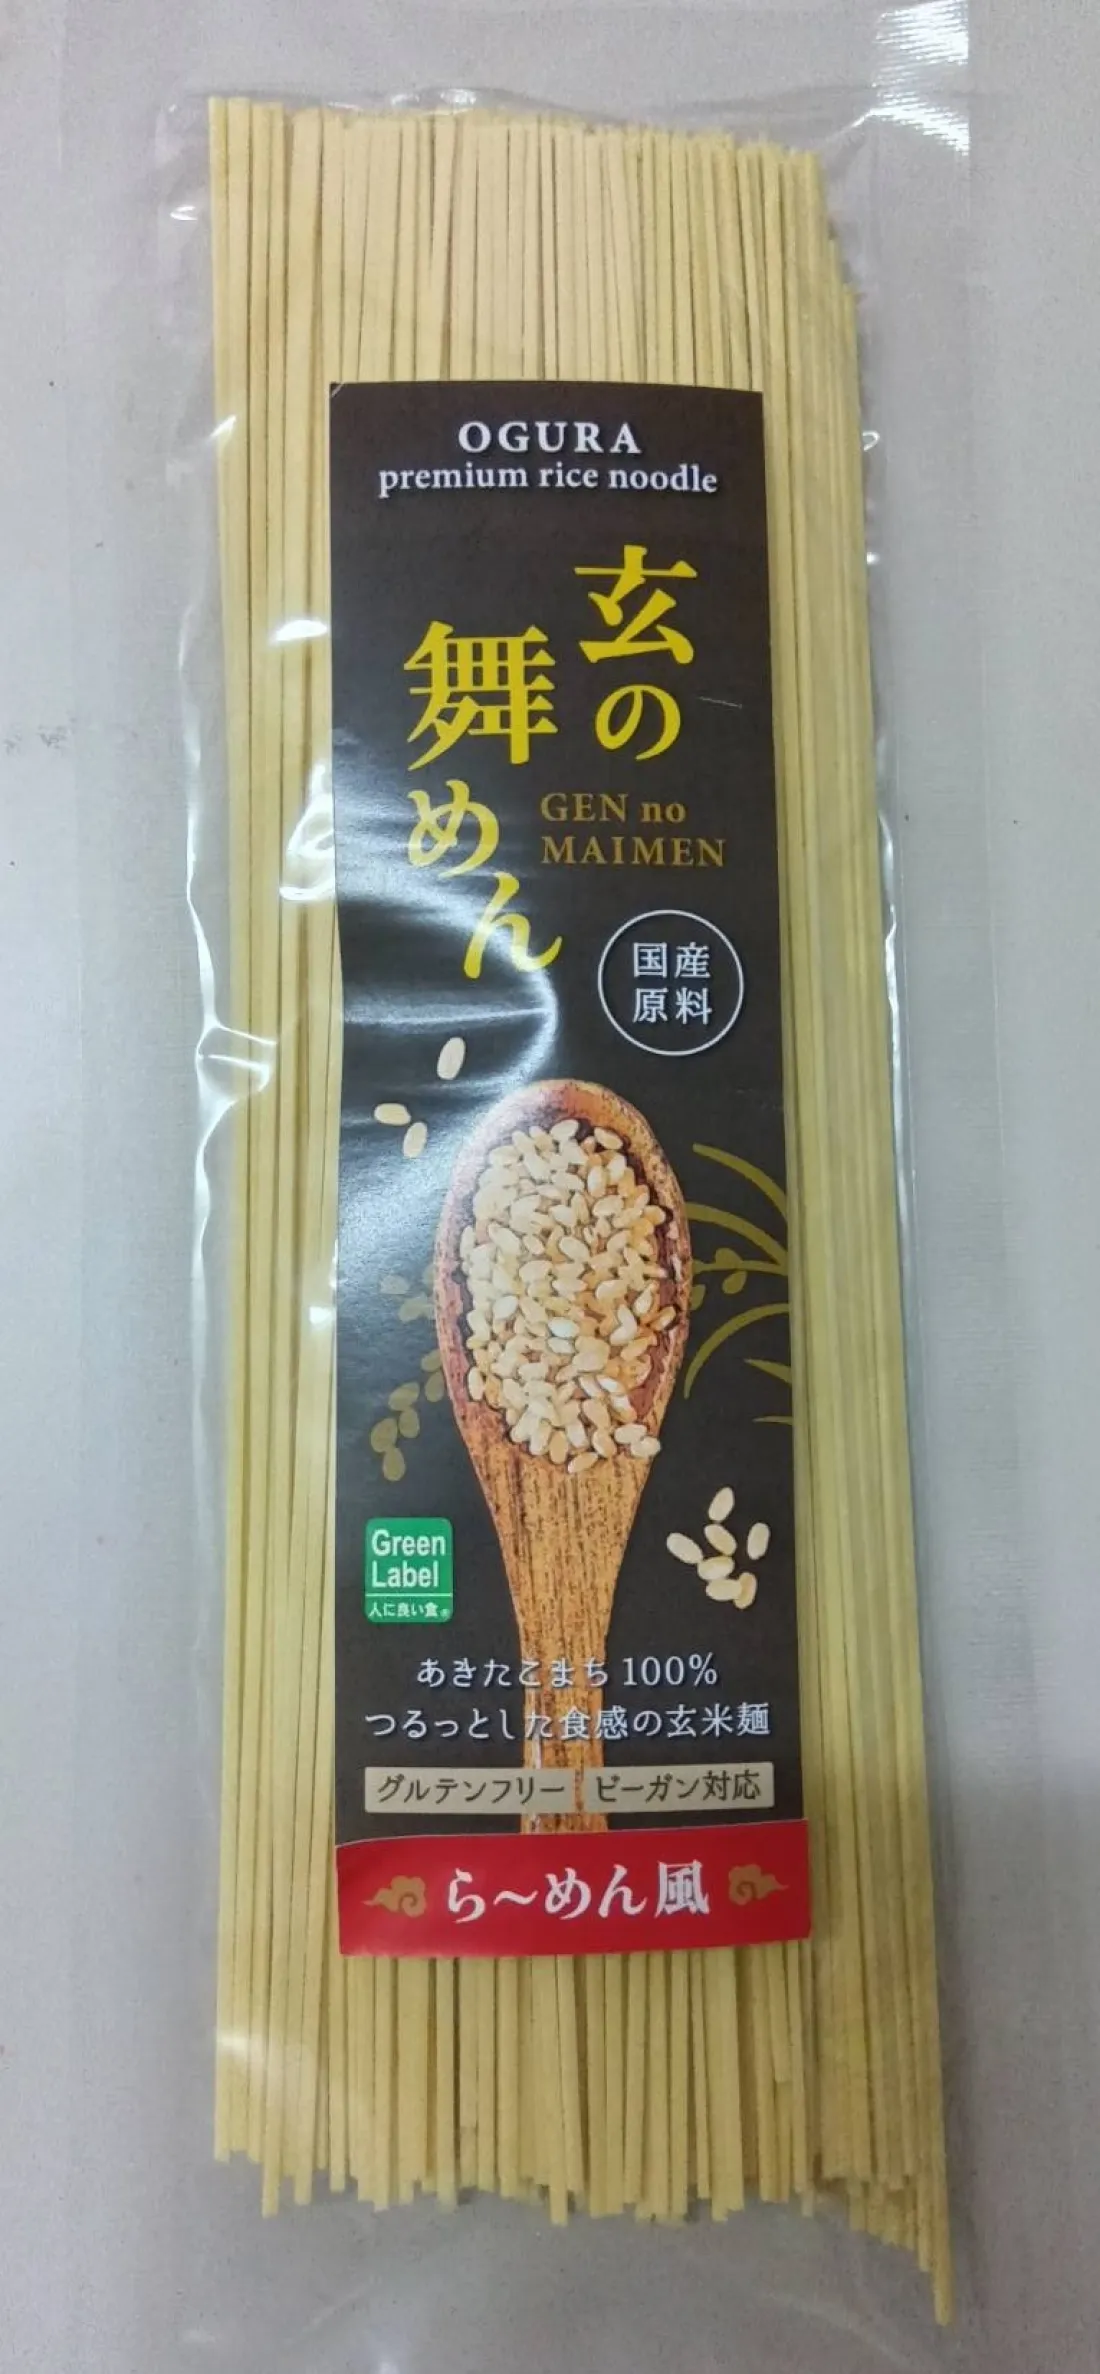 OGURA
premium rice noodle
玄の
舞めん
GEN no
MAIMEN
国産
原料
Green
Label
人に良い食®
あきたこまち 100%
つるっとした食感の玄米麺
グルテンフリー ビーガン対応
ら～めん風